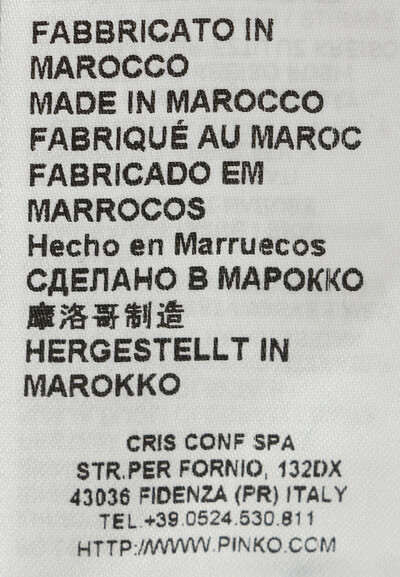 FABBRICATO IN
MAROCCO
MADE IN MAROCCO
FABRIQUÉ AU MAROC
FABRICADO EM
MARROCOS
Hecho en Marruecos
СДЕЛАНО В МАРОККО
摩洛哥制造
HERGESTELLT IN
MAROKKO
CRIS CONF SPA
STR.PER FORNIO, 132DX
43036 FIDENZA (PR) ITALY
TEL.+39.0524.530.811
HTTP://WWW.PINKO.COM